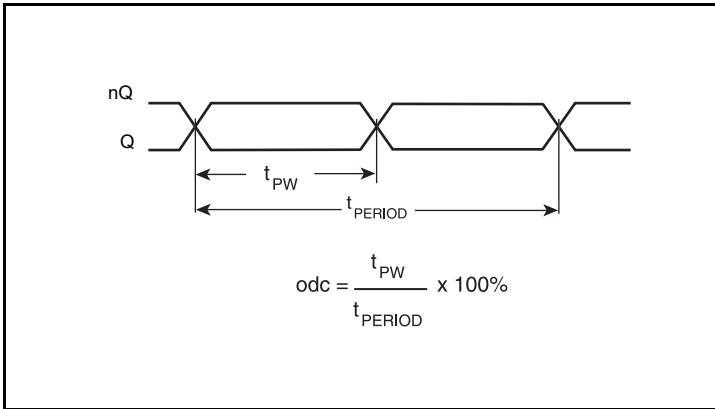 nQ
Q
tPW
tPERIOD
odc = tPW / tPERIOD x 100%